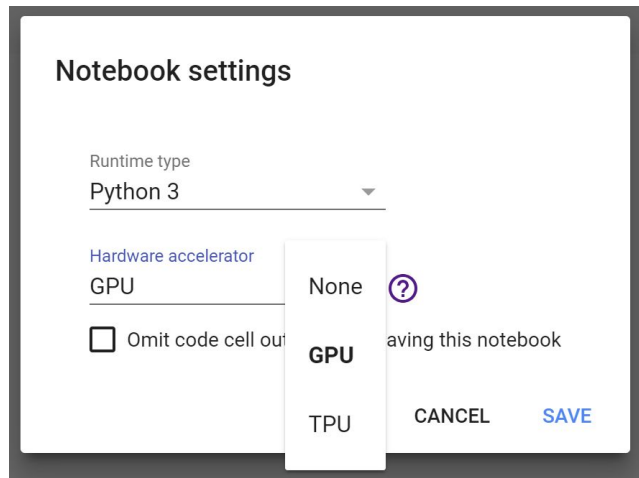 Notebook settings
Runtime type
Python 3
Hardware accelerator
GPU
None
?
Omit code cell out
aving this notebook
GPU
TPU
CANCEL
SAVE